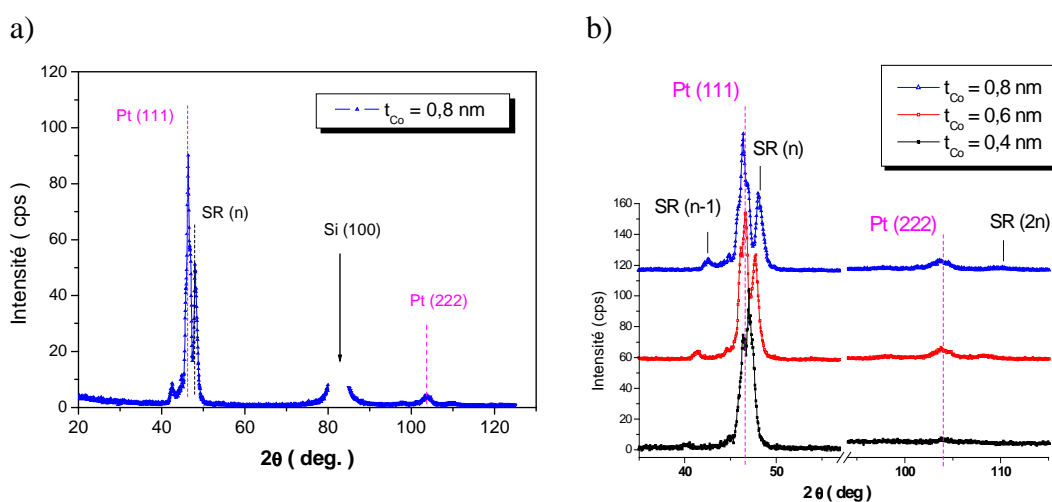 a)
Intensité ( cps)
120
100
80
60
40
20
0
Pt (111)
SR (n)
t_Co = 0,8 nm
Si (100)
Pt (222)
20 40 60 80 100 120
2θ ( deg. )
b)
Pt (111)
t_Co = 0,8 nm
t_Co = 0,6 nm
t_Co = 0,4 nm
SR (n)
SR (n-1)
Pt (222)
SR (2n)
Intensité (cps)
160
140
120
100
80
60
40
20
0
40 48 100 110
2 θ (deg)